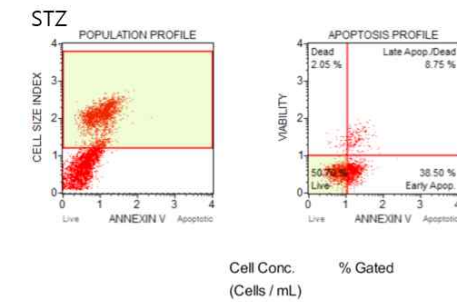 STZ
POPULATION PROFILE
CELL SIZE INDEX
4
3
2
1
0
0 1 2 3 4
Live ANNEXIN V Apoptotic
APOPTOSIS PROFILE
VIABILITY
4
3
2
1
0
Dead Late Apop./Dead
2.05 % 8.75 %
38.50 %
Live Early Apop.
0 1 2 3 4
Live ANNEXIN V Apoptotic
Cell Conc. % Gated
(Cells / mL)